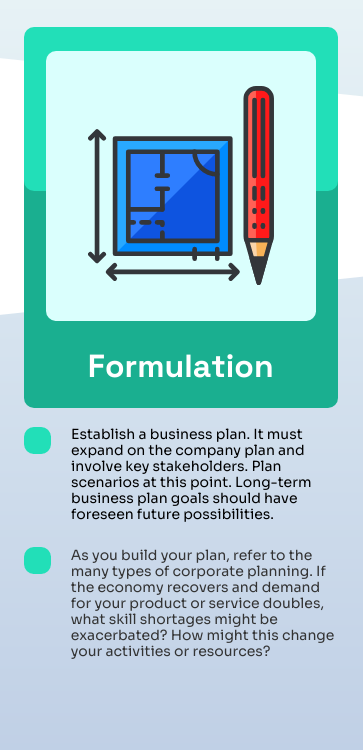 Formulation
Establish a business plan. It must
expand on the company plan and
involve key stakeholders. Plan
scenarios at this point. Long-term
business plan goals should have
foreseen future possibilities.
As you build your plan, refer to the
many types of corporate planning. If
the economy recovers and demand
for your product or service doubles,
what skill shortages might be
exacerbated? How might this change
your activities or resources?